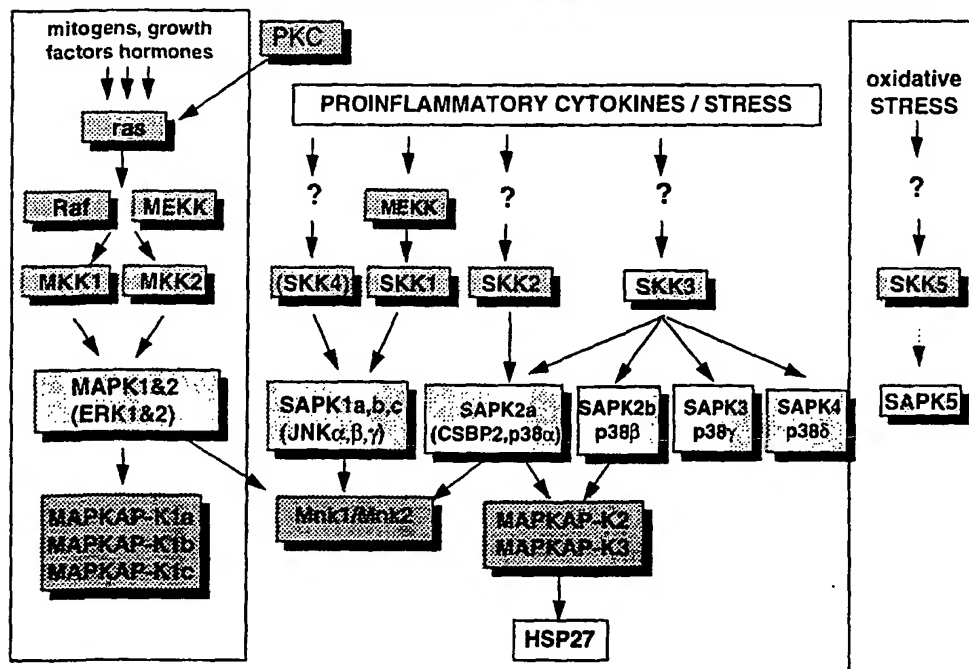 mitogens, growth
factors hormones
PKC
ras
Raf
MEKK
MKK1
MKK2
MAPK1&2
(ERK1&2)
MAPKAP-K1a
MAPKAP-K1b
MAPKAP-K1c
PROINFLAMMATORY CYTOKINES / STRESS
?
MEKK
?
?
(SKK4)
SKK1
SKK2
SKK3
SAPK1a,b,c
(JNKα,β,γ)
SAPK2a
(CSBP2,p38α)
SAPK2b
p38β
SAPK3
p38γ
SAPK4
p38δ
Mnk1/Mnk2
MAPKAP-K2
MAPKAP-K3
HSP27
oxidative
STRESS
?
SKK5
SAPK5